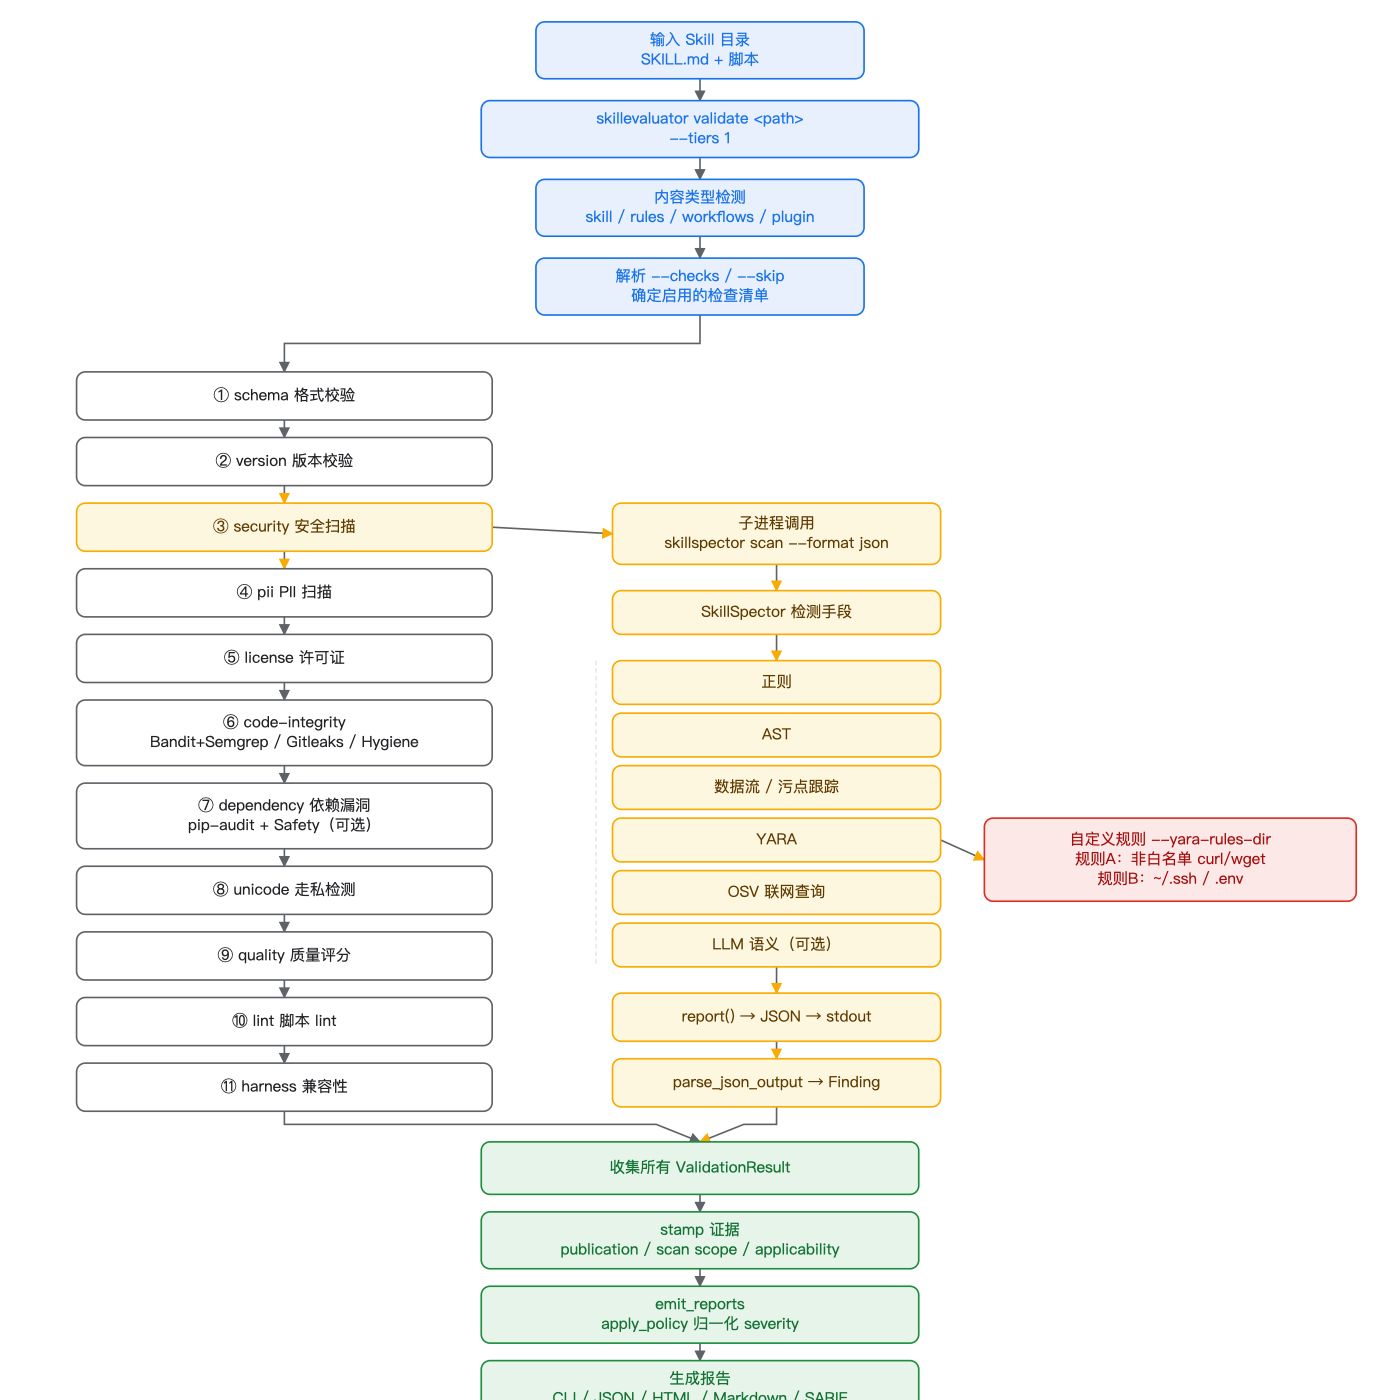 输入 Skill 目录
SKILL.md + 脚本
skillevaluator validate <path>
--tiers 1
内容类型检测
skill / rules / workflows / plugin
解析 --checks / --skip
确定启用的检查清单
① schema 格式校验
② version 版本校验
③ security 安全扫描
④ pii PII 扫描
⑤ license 许可证
⑥ code-integrity
Bandit+Semgrep / Gitleaks / Hygiene
⑦ dependency 依赖漏洞
pip-audit + Safety（可选）
⑧ unicode 走私检测
⑨ quality 质量评分
⑩ lint 脚本 lint
⑪ harness 兼容性
子进程调用
skillspector scan --format json
SkillSpector 检测手段
正则
AST
数据流 / 污点跟踪
YARA
OSV 联网查询
LLM 语义（可选）
report() → JSON → stdout
parse_json_output → Finding
自定义规则 --yara-rules-dir
规则A：非白名单 curl/wget
规则B：~/.ssh / .env
收集所有 ValidationResult
stamp 证据
publication / scan scope / applicability
emit_reports
apply_policy 归一化 severity
生成报告
CLI / JSON / HTML / Markdown / SARIF